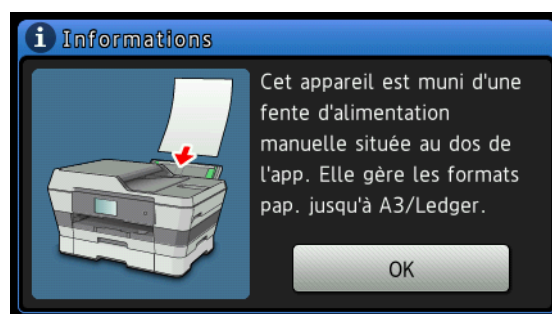 Informations
Cet appareil est muni d'une
fente d'alimentation
manuelle située au dos de
l'app. Elle gère les formats
pap. jusqu'à A3/Ledger.
OK